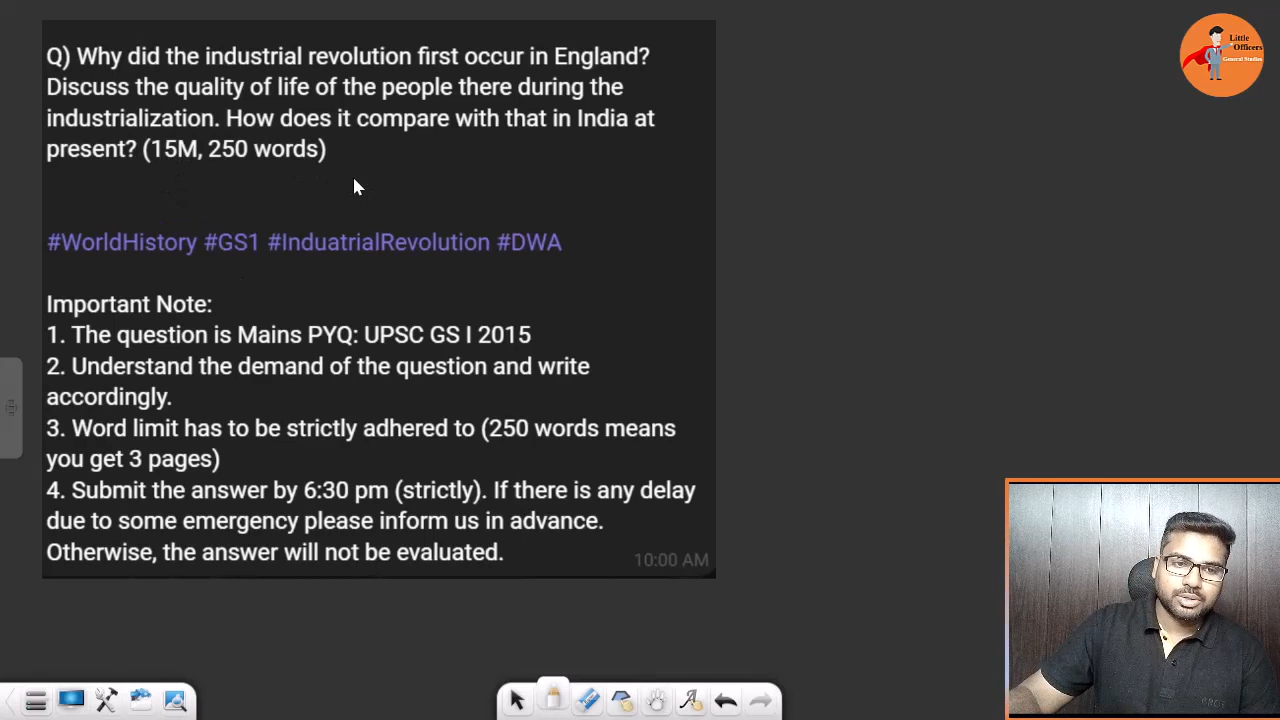 Q) Why did the industrial revolution first occur in England?
Discuss the quality of life of the people there during the
industrialization. How does it compare with that in India at
present? (15M, 250 words)
#WorldHistory #GS1 #InduatrialRevolution #DWA
Important Note:
1. The question is Mains PYQ: UPSC GS I 2015
2. Understand the demand of the question and write
accordingly.
3. Word limit has to be strictly adhered to (250 words means
you get 3 pages)
4. Submit the answer by 6:30 pm (strictly). If there is any delay
due to some emergency please inform us in advance.
Otherwise, the answer will not be evaluated.
10:00 AM
Little
Officers
General Studies